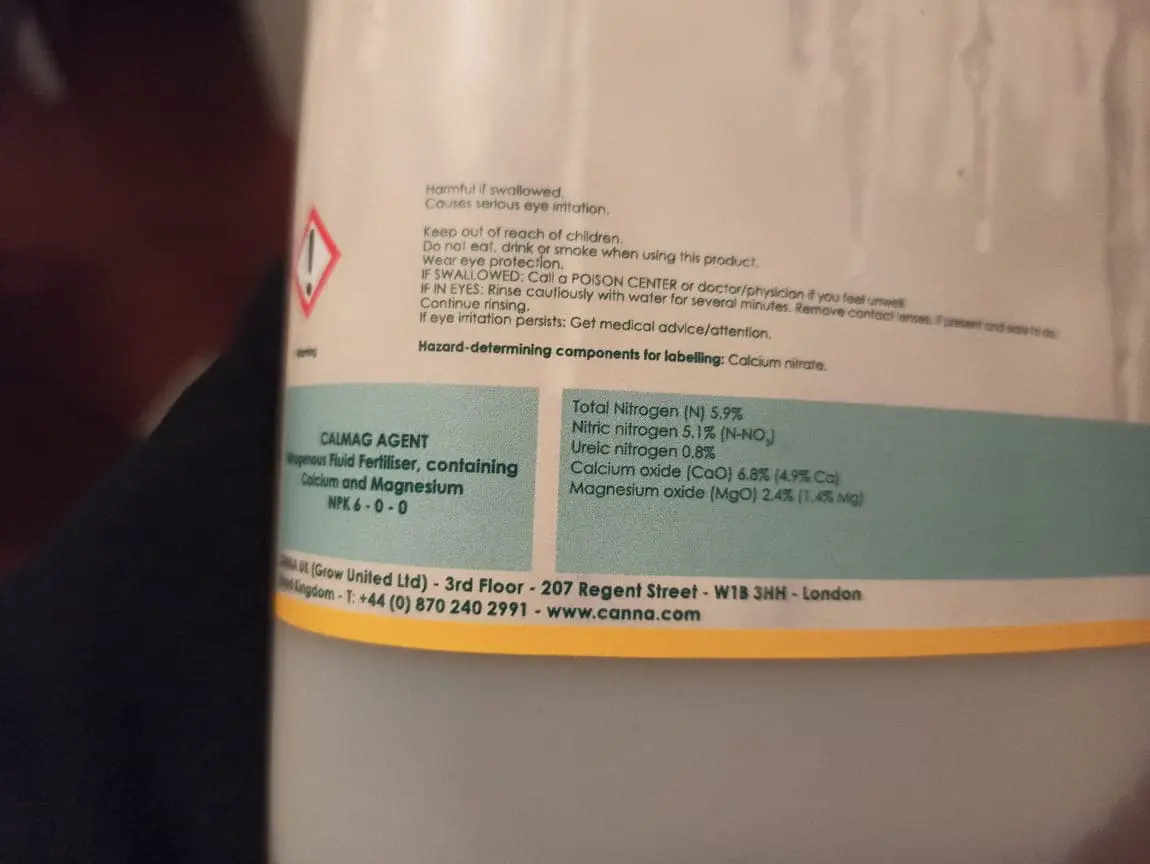 Harmful if swallowed.
Causes serious eye irritation.
Keep out of reach of children.
Do not eat, drink or smoke when using this product.
Wear eye protection.
IF SWALLOWED: Call a POISON CENTER or doctor/physician if you feel unwell.
IF IN EYES: Rinse cautiously with water for several minutes. Remove contact lenses, if present and easy to do.
Continue rinsing.
If eye irritation persists: Get medical advice/attention.
Hazard-determining components for labelling: Calcium nitrate.
CALMAG AGENT
Fluid Fertiliser, containing
Calcium and Magnesium
NPK 6 - 0 - 0
Total Nitrogen (N) 5.9%
Nitric nitrogen 5.1% (N-NO₃)
Ureic nitrogen 0.8%
Calcium oxide (CaO) 6.8% (4.9% Ca)
Magnesium oxide (MgO) 2.4% (1.4% Mg)
UK (Grow United Ltd) - 3rd Floor - 207 Regent Street - W1B 3HH - London
Kingdom - T: +44 (0) 870 240 2991 - www.canna.com